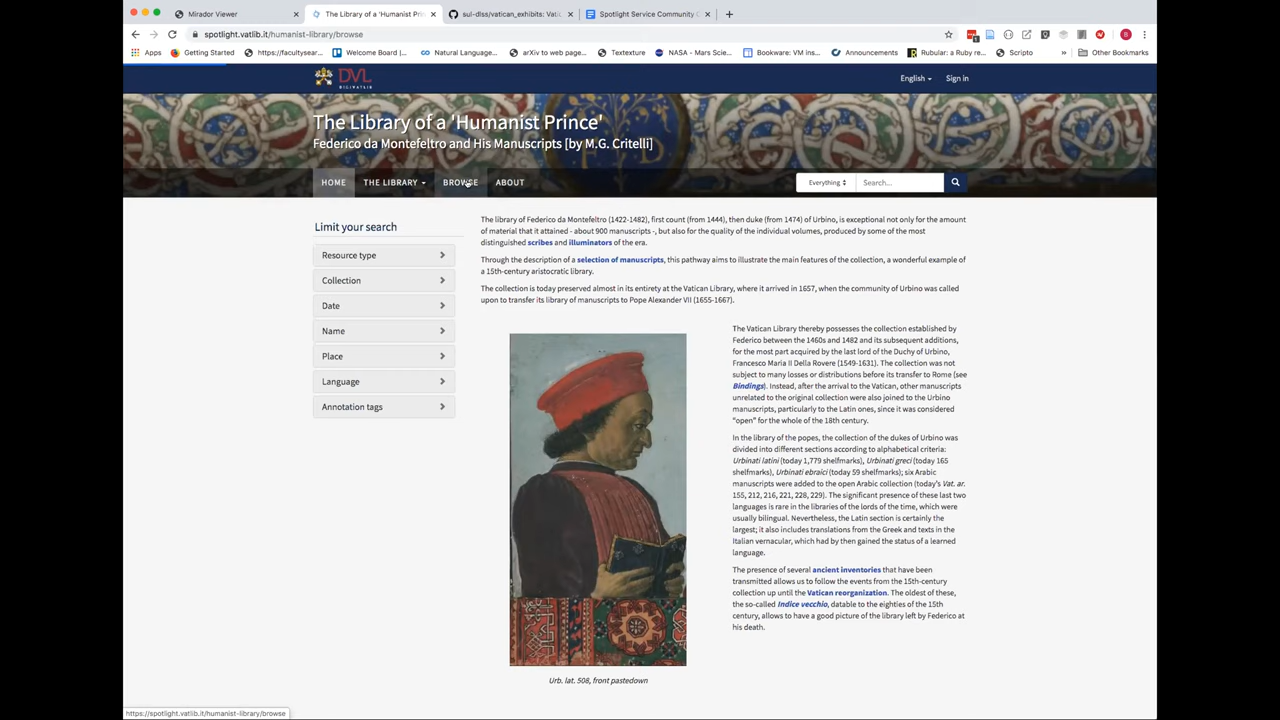 Mirador Viewer
The Library of a 'Humanist Prin
sul-dlss/vatican_exhibits: Vati
Spotlight Service Community C
spotlight.vatlib.it/humanist-library/browse
Apps
Getting Started
https://facultysear...
Welcome Board |...
Natural Language...
arXiv to web page...
Textexture
NASA - Mars Scie...
Bookware: VM ins...
Announcements
Rubular: a Ruby re...
Scripto
Other Bookmarks
DVL
DIGIVATLIB
English
Sign in
The Library of a 'Humanist Prince'
Federico da Montefeltro and His Manuscripts [by M.G. Critelli]
HOME
THE LIBRARY
BROWSE
ABOUT
Everything
Search...
Limit your search
Resource type
Collection
Date
Name
Place
Language
Annotation tags
The library of Federico da Montefeltro (1422-1482), first count (from 1444), then duke (from 1474) of Urbino, is exceptional not only for the amount
of material that it attained - about 900 manuscripts -, but also for the quality of the individual volumes, produced by some of the most
distinguished scribes and illuminators of the era.
Through the description of a selection of manuscripts, this pathway aims to illustrate the main features of the collection, a wonderful example of
a 15th-century aristocratic library.
The collection is today preserved almost in its entirety at the Vatican Library, where it arrived in 1657, when the community of Urbino was called
upon to transfer its library of manuscripts to Pope Alexander VII (1655-1667).
The Vatican Library thereby possesses the collection established by
Federico between the 1460s and 1482 and its subsequent additions,
for the most part acquired by the last lord of the Duchy of Urbino,
Francesco Maria II Della Rovere (1549-1631). The collection was not
subject to many losses or distributions before its transfer to Rome (see
Bindings). Instead, after the arrival to the Vatican, other manuscripts
unrelated to the original collection were also joined to the Urbino
manuscripts, particularly to the Latin ones, since it was considered
"open" for the whole of the 18th century.
In the library of the popes, the collection of the dukes of Urbino was
divided into different sections according to alphabetical criteria:
Urbinati latini (today 1,779 shelfmarks), Urbinati greci (today 165
shelfmarks), Urbinati ebraici (today 59 shelfmarks); six Arabic
manuscripts were added to the open Arabic collection (today's Vat. ar.
155, 212, 216, 221, 228, 229). The significant presence of these last two
languages is rare in the libraries of the lords of the time, which were
usually bilingual. Nevertheless, the Latin section is certainly the
largest; it also includes translations from the Greek and texts in the
Italian vernacular, which had by then gained the status of a learned
language.
The presence of several ancient inventories that have been
transmitted allows us to follow the events from the 15th-century
collection up until the Vatican reorganization. The oldest of these,
the so-called Indice vecchio, datable to the eighties of the 15th
century, allows to have a good picture of the library left by Federico at
his death.
Urb. lat. 508, front pastedown
https://spotlight.vatlib.it/humanist-library/browse